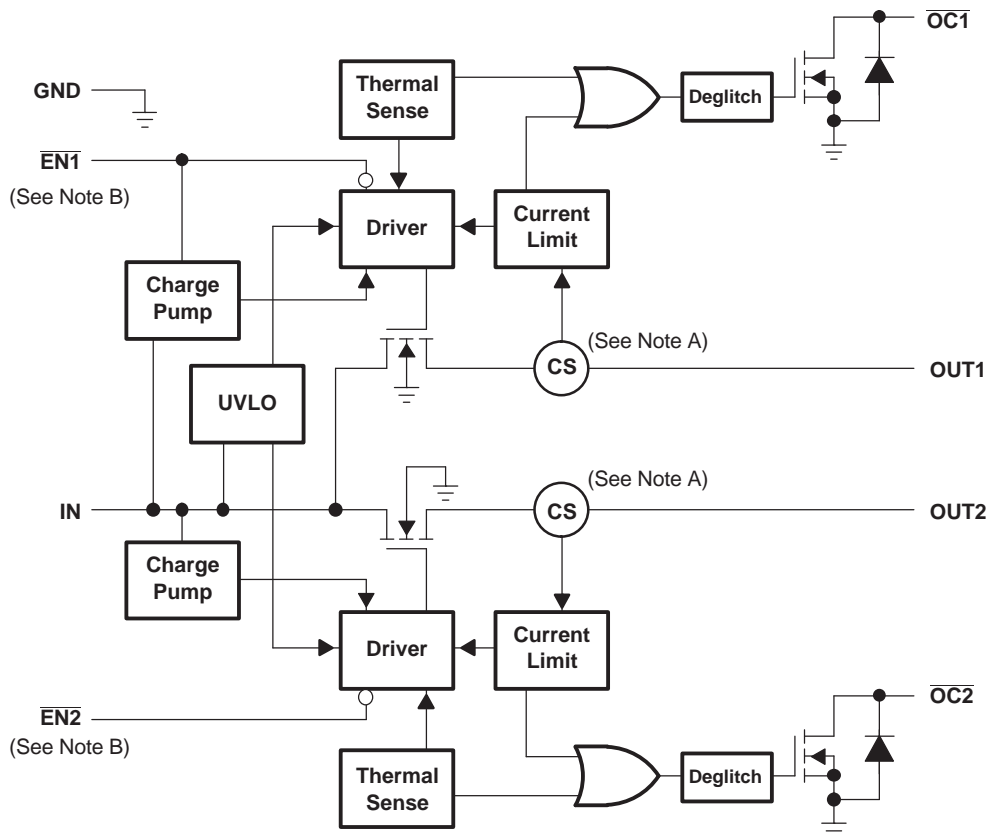 OC1
Thermal
Sense
GND
Deglitch
EN1
(See Note B)
Driver
Current
Limit
Charge
Pump
(See Note A)
CS
OUT1
UVLO
(See Note A)
IN
CS
OUT2
Charge
Pump
Driver
Current
Limit
OC2
EN2
(See Note B)
Thermal
Sense
Deglitch